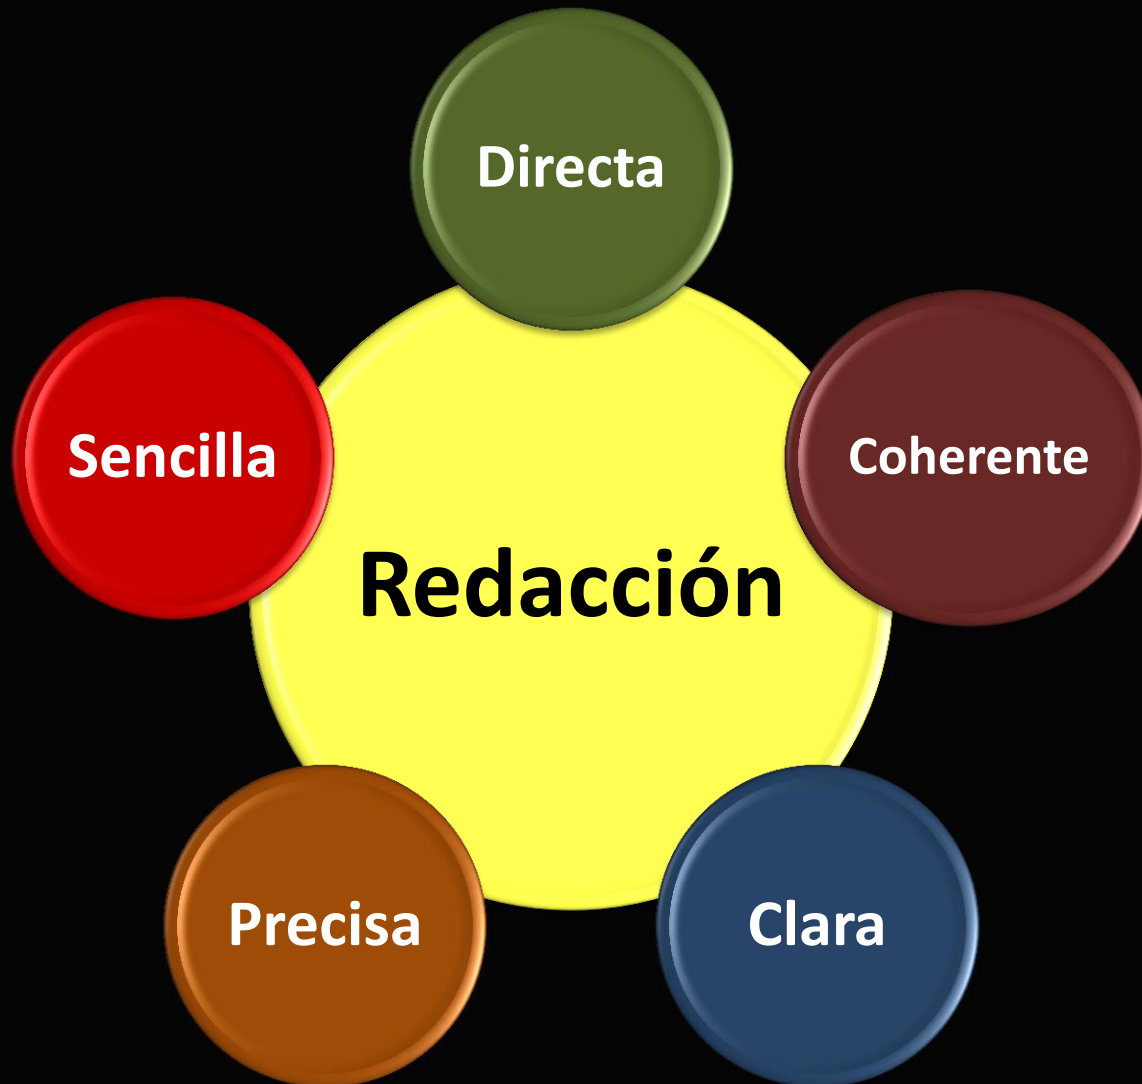 Directa
Sencilla
Coherente
Redacción
Precisa
Clara